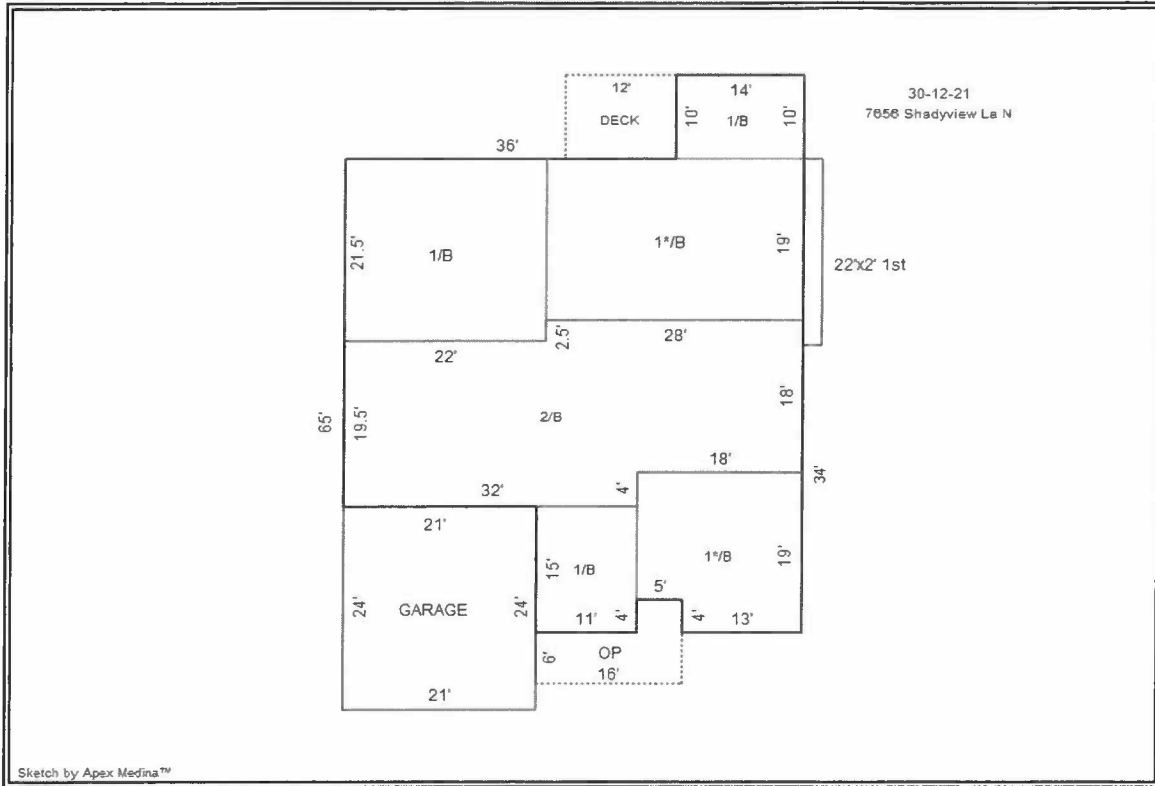 12'
14'
30-12-21
7656 Shadyview La N
DECK
10'
1/B
10'
36'
21.5'
1/B
1*/B
19'
22'x2' 1st
22'
2.5'
28'
65'
19.5'
2/B
18'
18'
34'
32'
4'
21'
15'
1/B
1*/B
19'
5'
24'
GARAGE
24'
11'
4'
4'
13'
6'
OP
16'
21'
Sketch by Apex Medina™